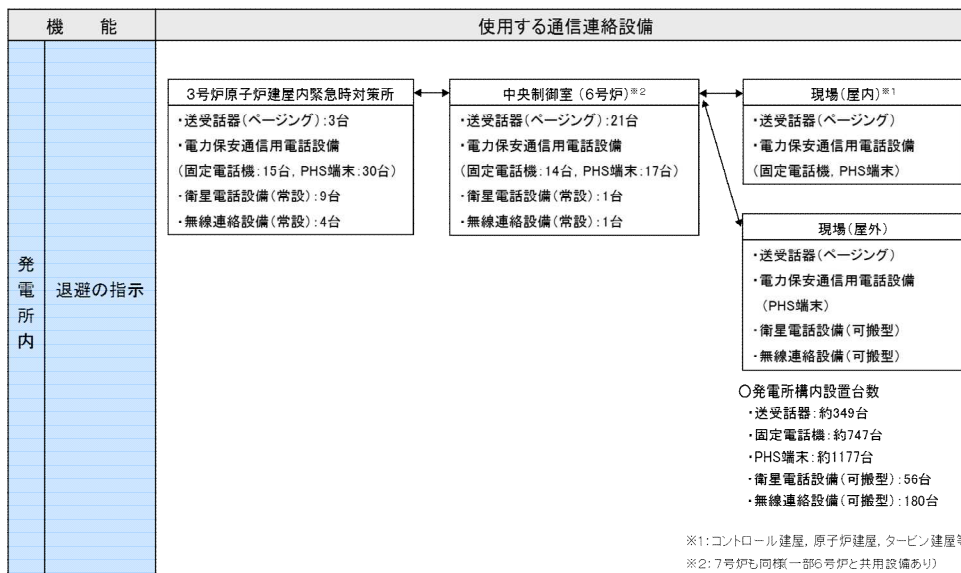 機 能
使用する通信連絡設備
発電所内
退避の指示
3号炉原子炉建屋内緊急時対策所
・送受話器(ページング):3台
・電力保安通信用電話設備
(固定電話機:15台, PHS端末:30台)
・衛星電話設備(常設):9台
・無線連絡設備(常設):4台
中央制御室(6号炉)※2
・送受話器(ページング):21台
・電力保安通信用電話設備
(固定電話機:14台, PHS端末:17台)
・衛星電話設備(常設):1台
・無線連絡設備(常設):1台
現場(屋内)※1
・送受話器(ページング)
・電力保安通信用電話設備
(固定電話機, PHS端末)
現場(屋外)
・送受話器(ページング)
・電力保安通信用電話設備
(PHS端末)
・衛星電話設備(可搬型)
・無線連絡設備(可搬型)
○発電所構内設置台数
・送受話器:約349台
・固定電話機:約747台
・PHS端末:約1177台
・衛星電話設備(可搬型):56台
・無線連絡設備(可搬型):180台
※1:コントロール建屋, 原子炉建屋, タービン建屋等
※2:7号炉も同様(一部6号炉と共用設備あり)